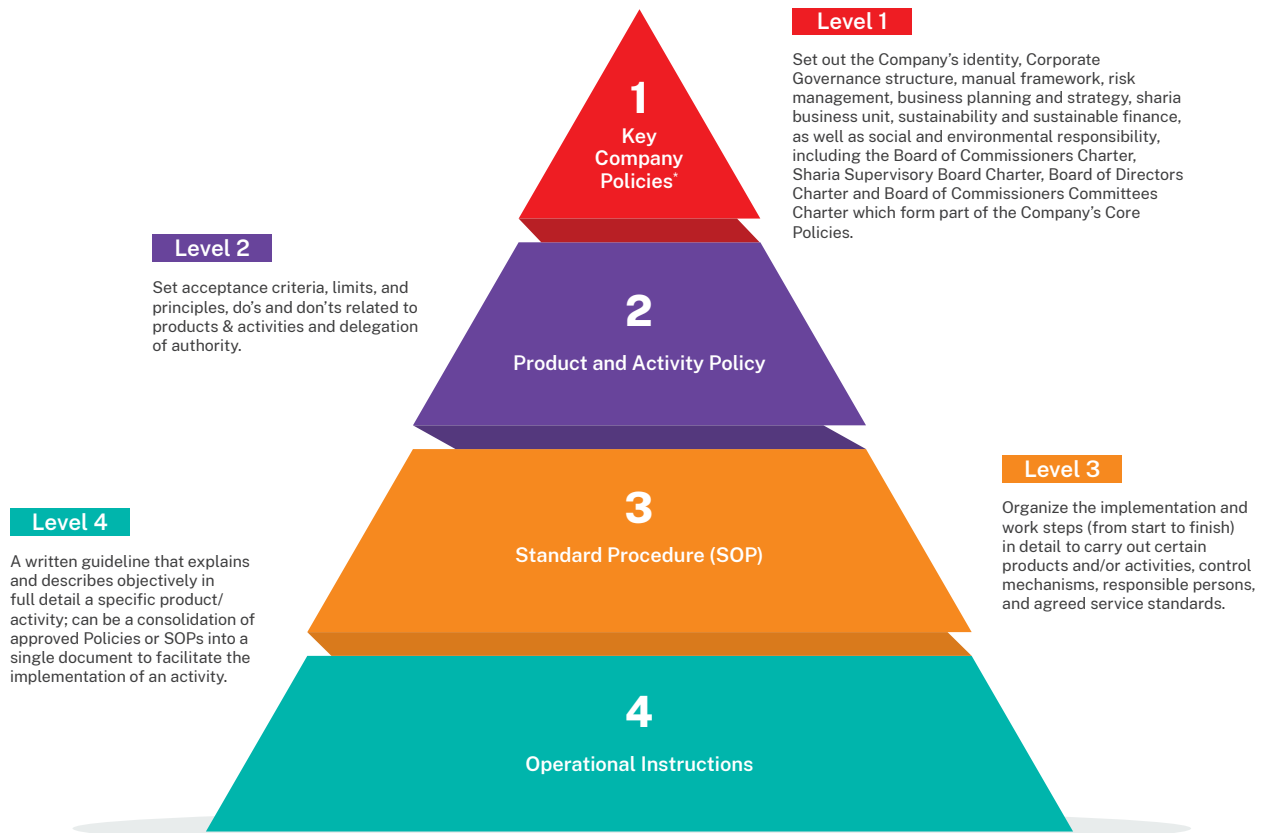 Level 1
Set out the Company's identity, Corporate
Governance structure, manual framework, risk
management, business planning and strategy, sharia
business unit, sustainability and sustainable finance,
as well as social and environmental responsibility,
including the Board of Commissioners Charter,
Sharia Supervisory Board Charter, Board of Directors
Charter and Board of Commissioners Committees
Charter which form part of the Company's Core
Policies.
1
Key
Company
Policies*
Level 2
Set acceptance criteria, limits, and
principles, do's and don'ts related to
products & activities and delegation
of authority.
2
Product and Activity Policy
Level 3
Organize the implementation and
work steps (from start to finish)
in detail to carry out certain
products and/or activities, control
mechanisms, responsible persons,
and agreed service standards.
3
Standard Procedure (SOP)
Level 4
A written guideline that explains
and describes objectively in
full detail a specific product/
activity; can be a consolidation of
approved Policies or SOPs into a
single document to facilitate the
implementation of an activity.
4
Operational Instructions